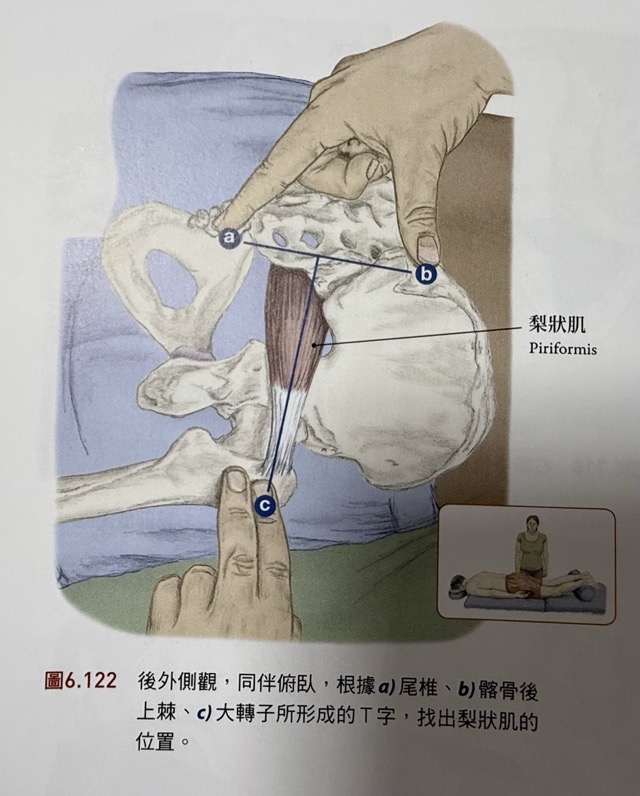 a
b
梨狀肌
Piriformis
c
圖6.122 後外側觀，同伴俯臥，根據a)尾椎、b)髂骨後
上棘、c)大轉子所形成的T字，找出梨狀肌的
位置。